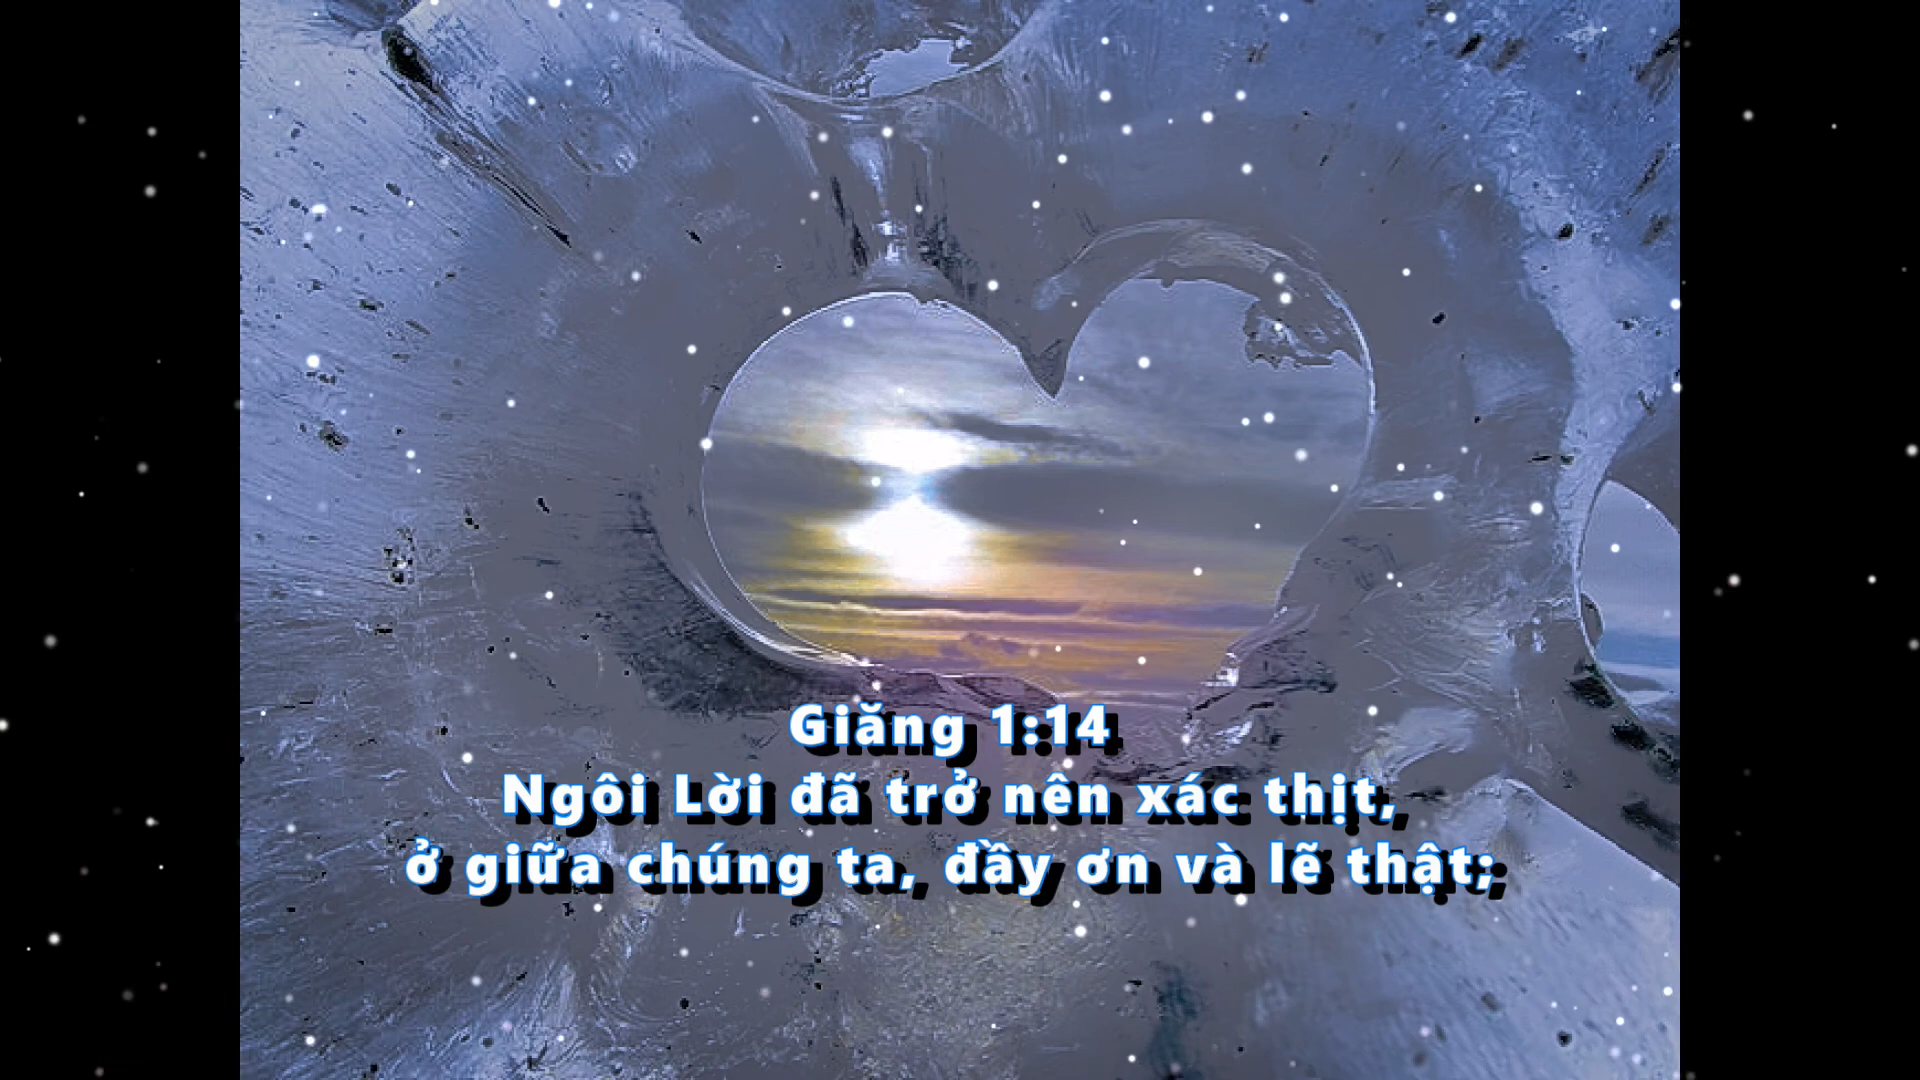 Giăng 1:14
Ngôi Lời đã trở nên xác thịt,
ở giữa chúng ta, đầy ơn và lẽ thật;